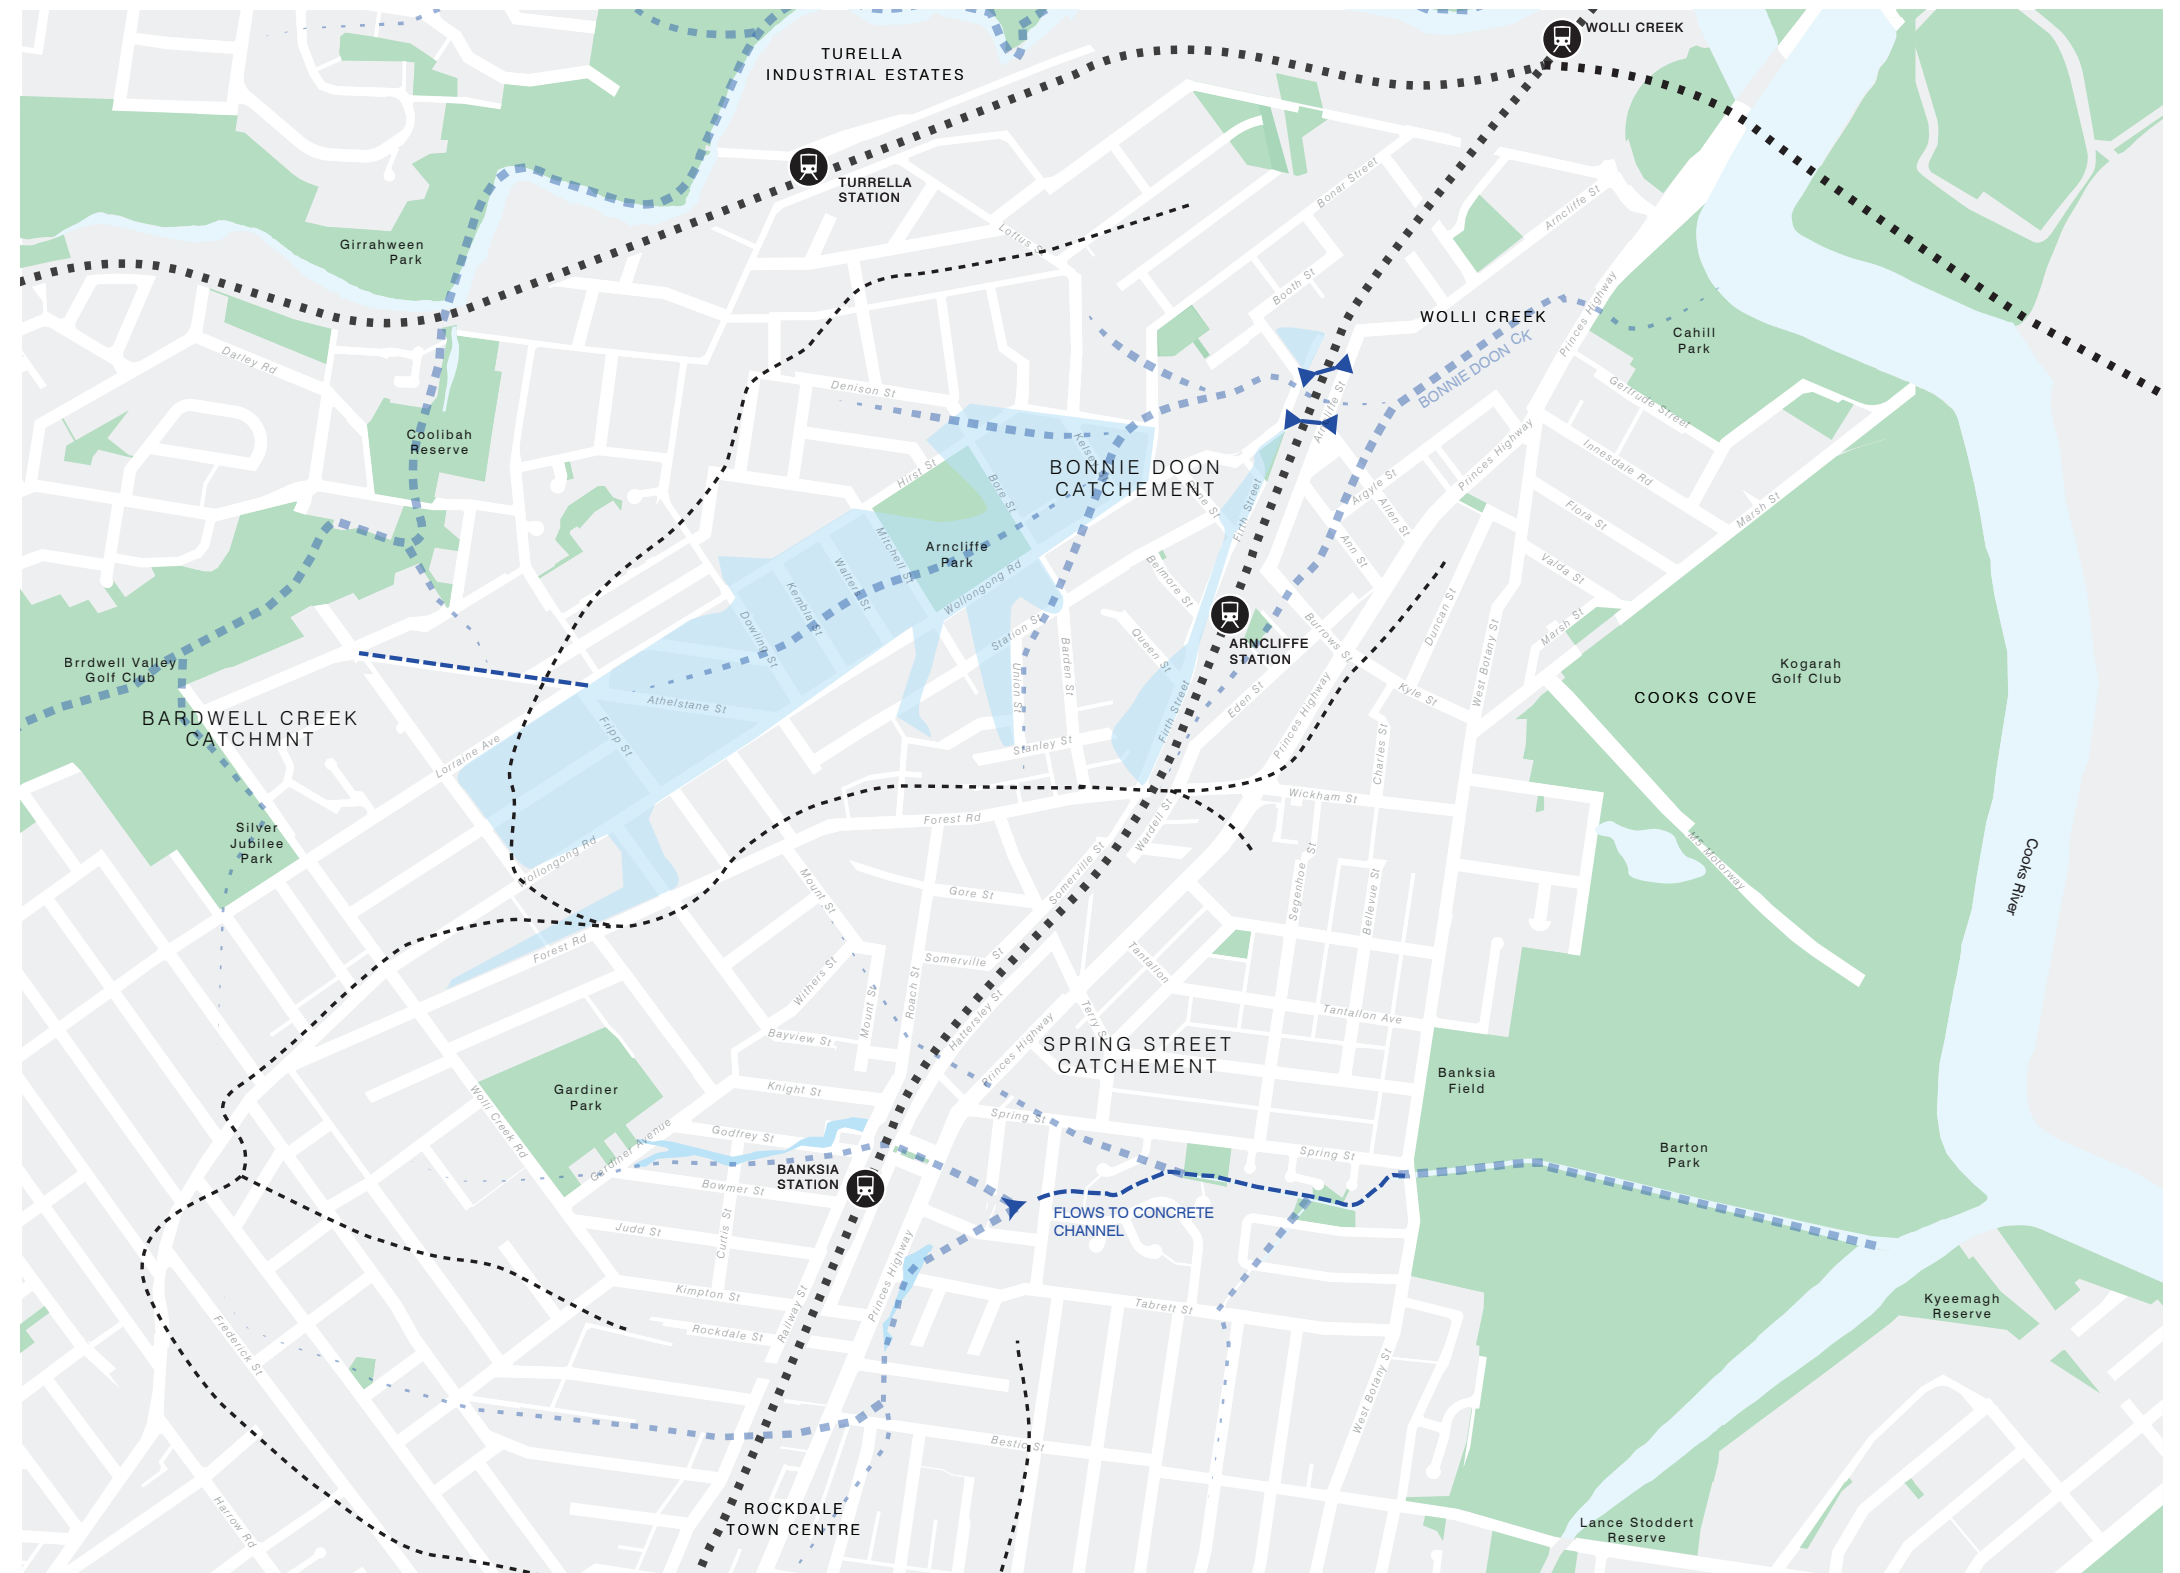 WOLLI CREEK
TURELLA
INDUSTRIAL ESTATES
TURRELLA
STATION
Bonar Street
Arncliffe St
Girrahween
Park
Loftus S
Booth St
Princes Highway
WOLLI CREEK
Cahill
Park
BONNIE DOON CK
Darley Rd
Denison St
Arncliffe St
Gertrude Street
Coolibah
Reserve
Kelse
BONNIE DOON
CATCHEMENT
Hirst St
Bore St
Fifth Street
Argyle St
Allen St
Princes Highway
Innesdale Rd
Flora St
Marsh St
Arncliffe
Park
Mitchell St
Walters St
Kembla St
Dowling St
Wollongong Rd
Belmore St
Ann St
Valda St
Station St
Queen St
Union St
Barden St
ARNCLIFFE
STATION
Burrows St
Duncan St
West Botany St
Marsh St
Brrdwell Valley
Golf Club
BARDWELL CREEK
CATCHMNT
Athelstane St
Fripp St
Lorraine Ave
Stanley St
Fifth Street
Eden St
Princes Highway
Kyle St
Charles St
COOKS COVE
Kogarah
Golf Club
Silver
Jubilee
Park
Wollongong Rd
Forest Rd
Wickham St
Wardell St
Somerville St
M5 Motorway
Cooks River
Mount St
Gore St
Segenhoe St
Bellevue St
Forest Rd
Withers St
Somerville St
Roach St
Mount St
Tantallon
Tantallon Ave
Bayview St
Hattersley St
Princes Highway
Terry S
SPRING STREET
CATCHEMENT
Banksia
Field
Gardiner
Park
Wolli Creek Rd
Knight St
Spring St
Godfrey St
Gardiner Avenue
Spring St
Barton
Park
BANKSIA
STATION
Bowmer St
Judd St
Curtis St
FLOWS TO CONCRETE
CHANNEL
Kimpton St
Railway St
Princes Highway
Tabrett St
Kyeemagh
Reserve
Rockdale St
Frederick St
West Botany St
Bestic St
Harrow Rd
ROCKDALE
TOWN CENTRE
Lance Stoddert
Reserve